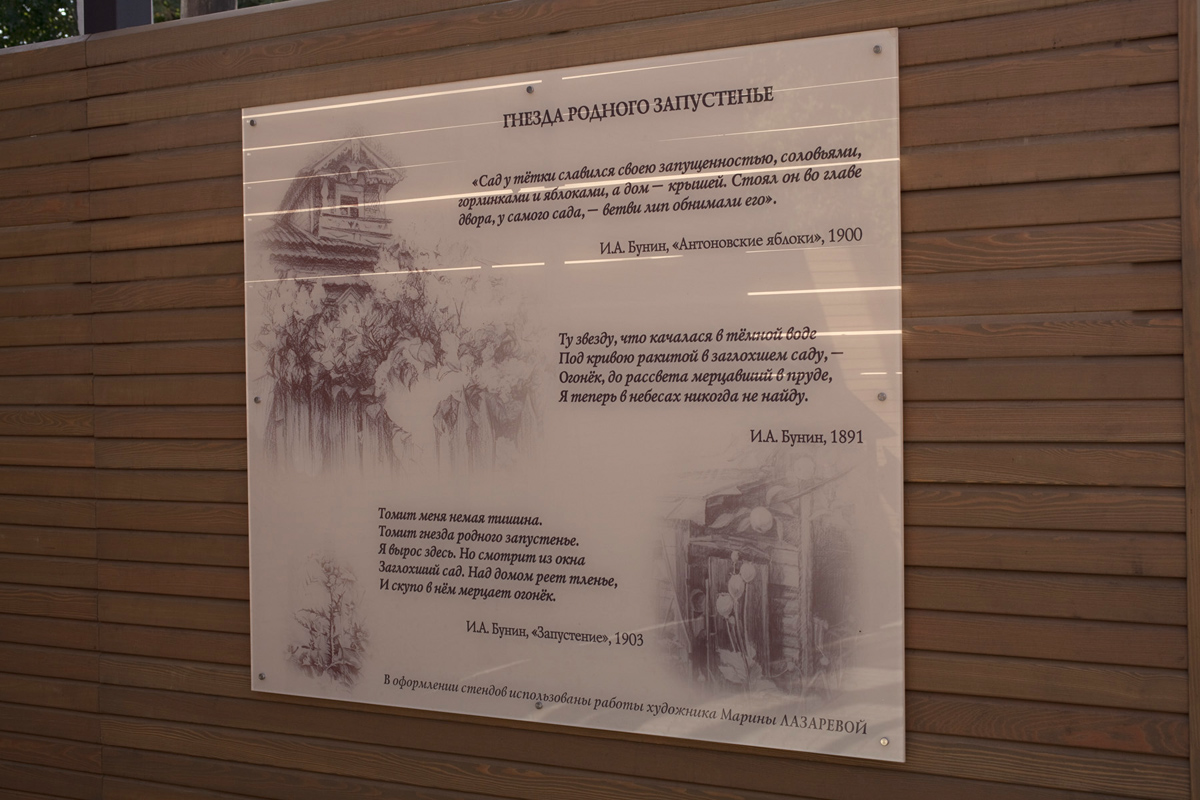 ГНЕЗДА РОДНОГО ЗАПУСТЕНЬЕ
«Сад у тётки славился своею запущенностью, соловьями,
горлинками и яблоками, а дом — крышей. Стоял он во главе
двора, у самого сада, — ветви лип обнимали его».
И.А. Бунин, «Антоновские яблоки», 1900
Ту звезду, что качалася в тёмной воде
Под кривою ракитой в заглохшем саду, —
Огонёк, до рассвета мерцавший в пруде,
Я теперь в небесах никогда не найду.
И.А. Бунин, 1891
Томит меня немая тишина.
Томит гнезда родного запустенье.
Я вырос здесь. Но смотрит из окна
Заглохший сад. Над домом реет тленье,
И скупо в нём мерцает огонёк.
И.А. Бунин, «Запустение», 1903
В оформлении стендов использованы работы художника Марины ЛАЗАРЕВОЙ